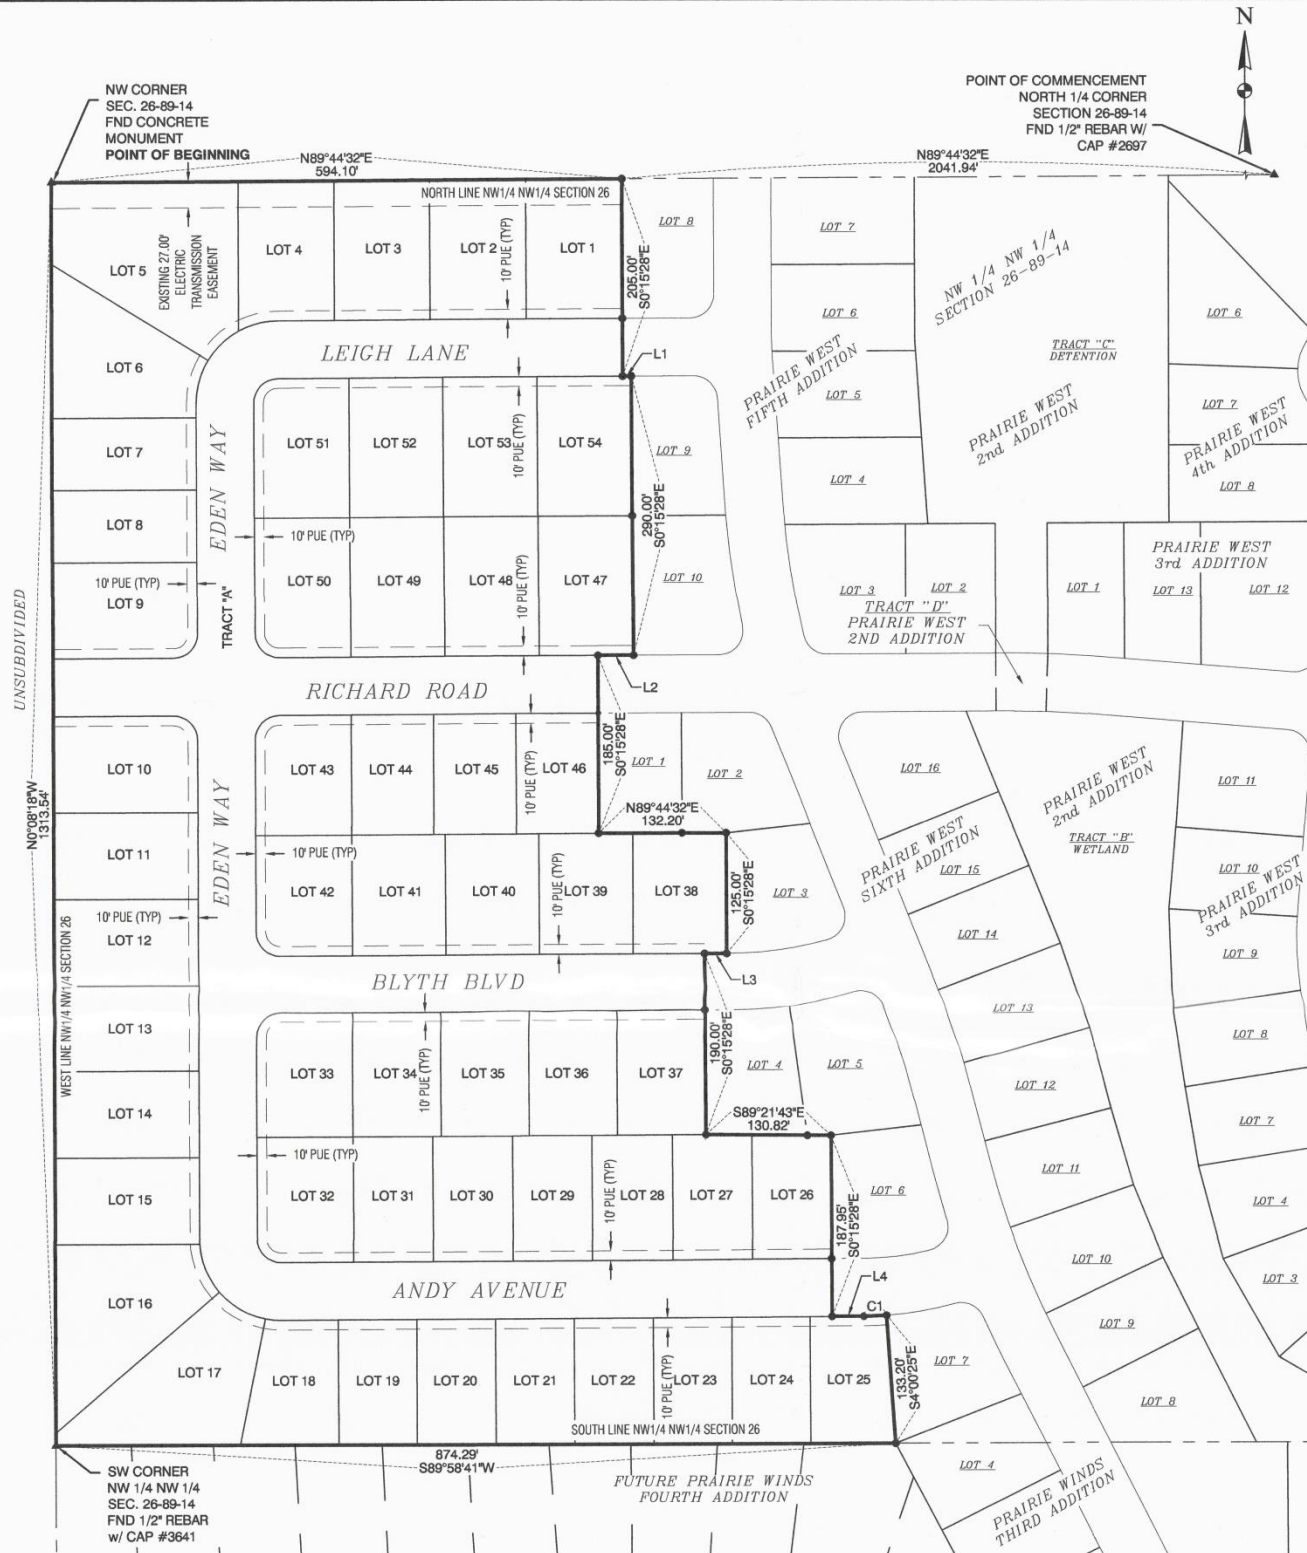 N
NW CORNER
SEC. 26-89-14
FND CONCRETE
MONUMENT
POINT OF BEGINNING
POINT OF COMMENCEMENT
NORTH 1/4 CORNER
SECTION 26-89-14
FND 1/2" REBAR W/
CAP #2697
N89°44'32"E
594.10'
N89°44'32"E
2041.94'
NORTH LINE NW1/4 NW1/4 SECTION 26
LOT 5
EXISTING 27.00'
ELECTRIC
TRANSMISSION
EASEMENT
LOT 4
LOT 3
LOT 2
10' PUE (TYP)
LOT 1
205.00'
S0°15'28"E
LOT 8
LOT 7
NW 1/4 NW 1/4
SECTION 26-89-14
LOT 6
LOT 6
TRACT "C"
DETENTION
LEIGH LANE
L1
LOT 6
PRAIRIE WEST
FIFTH ADDITION
LOT 5
PRAIRIE WEST
2nd ADDITION
LOT 7
PRAIRIE WEST
4th ADDITION
LOT 8
LOT 7
EDEN WAY
LOT 51
LOT 52
LOT 53
10' PUE (TYP)
LOT 54
LOT 9
LOT 4
LOT 8
10' PUE (TYP)
290.00'
S0°15'28"E
PRAIRIE WEST
3rd ADDITION
10' PUE (TYP)
LOT 9
TRACT "A"
LOT 50
LOT 49
LOT 48
10' PUE (TYP)
LOT 47
LOT 10
LOT 3
LOT 2
LOT 1
LOT 13
LOT 12
TRACT "D"
PRAIRIE WEST
2ND ADDITION
UNSUBDIVIDED
RICHARD ROAD
L2
LOT 10
LOT 43
LOT 44
LOT 45
10' PUE (TYP)
LOT 46
185.00'
S0°15'28"E
LOT 1
LOT 2
LOT 16
PRAIRIE WEST
2nd ADDITION
LOT 11
N0°08'18"W
1313.54'
N89°44'32"E
132.20'
TRACT "B"
WETLAND
LOT 11
EDEN WAY
10' PUE (TYP)
PRAIRIE WEST
SIXTH ADDITION
LOT 15
LOT 10
PRAIRIE WEST
3rd ADDITION
LOT 42
LOT 41
LOT 40
10' PUE (TYP)
LOT 39
LOT 38
125.00'
S0°15'28"E
LOT 3
10' PUE (TYP)
LOT 12
LOT 14
LOT 9
WEST LINE NW1/4 NW1/4 SECTION 26
BLYTH BLVD
L3
LOT 13
LOT 13
LOT 8
LOT 33
LOT 34
10' PUE (TYP)
LOT 35
LOT 36
LOT 37
190.00'
S0°15'28"E
LOT 4
LOT 5
LOT 12
LOT 14
S89°21'43"E
130.82'
LOT 7
10' PUE (TYP)
LOT 11
LOT 15
LOT 32
LOT 31
LOT 30
LOT 29
10' PUE (TYP)
LOT 28
LOT 27
LOT 26
187.95'
S0°15'28"E
LOT 6
LOT 4
LOT 10
LOT 3
ANDY AVENUE
L4
C1
LOT 16
LOT 9
LOT 17
LOT 18
LOT 19
LOT 20
LOT 21
LOT 22
10' PUE (TYP)
LOT 23
LOT 24
LOT 25
133.20'
S4°00'25"E
LOT 7
LOT 8
SOUTH LINE NW1/4 NW1/4 SECTION 26
874.29'
S89°58'41"W
SW CORNER
NW 1/4 NW 1/4
SEC. 26-89-14
FND 1/2" REBAR
w/ CAP #3641
FUTURE PRAIRIE WINDS
FOURTH ADDITION
LOT 4
PRAIRIE WINDS
THIRD ADDITION